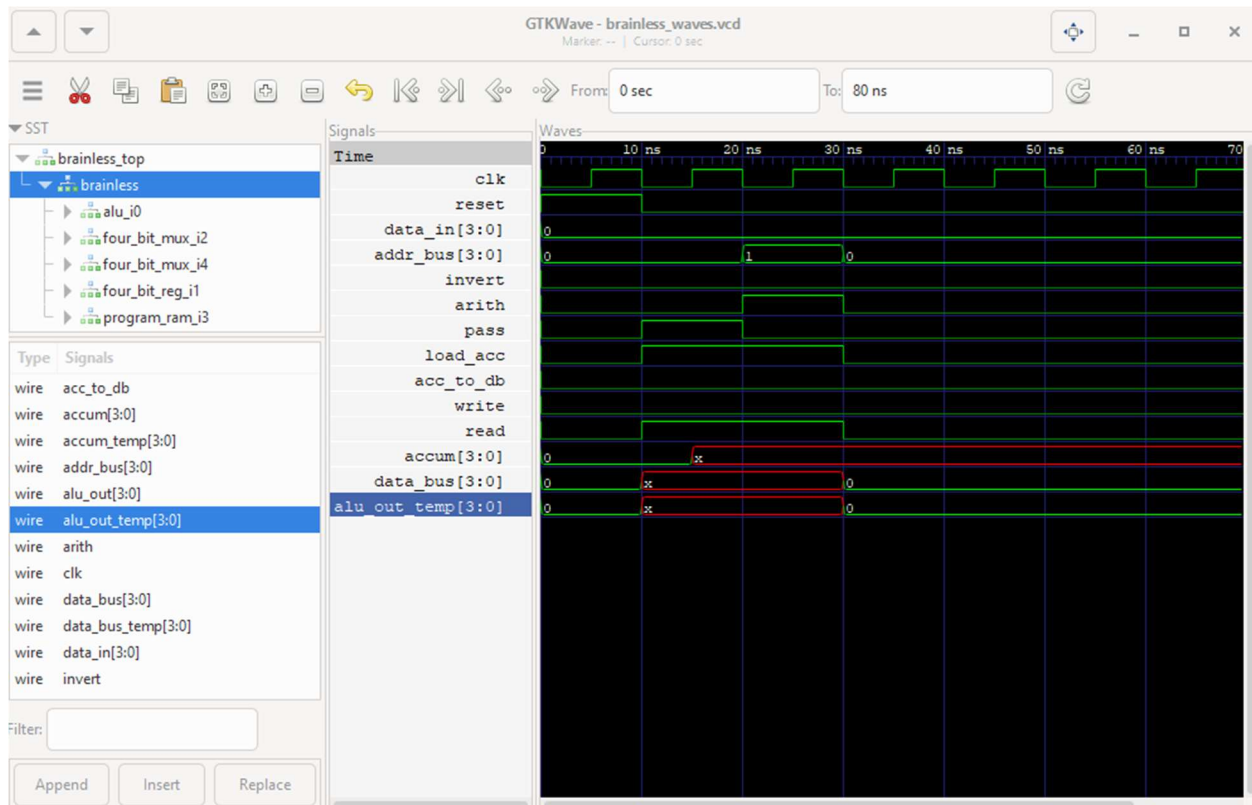 GTKWave - brainless_waves.vcd
Marker: -- | Cursor: 0 sec
From: 0 sec To: 80 ns
SST
brainless_top
brainless
alu_i0
four_bit_mux_i2
four_bit_mux_i4
four_bit_reg_i1
program_ram_i3
Type Signals
wire acc_to_db
wire accum[3:0]
wire accum_temp[3:0]
wire addr_bus[3:0]
wire alu_out[3:0]
wire alu_out_temp[3:0]
wire arith
wire clk
wire data_bus[3:0]
wire data_bus_temp[3:0]
wire data_in[3:0]
wire invert
Filter:
Append Insert Replace
Signals
Time
clk
reset
data_in[3:0]
addr_bus[3:0]
invert
arith
pass
load_acc
acc_to_db
write
read
accum[3:0]
data_bus[3:0]
alu_out_temp[3:0]
Waves
0 10 ns 20 ns 30 ns 40 ns 50 ns 60 ns 70
0
0 1 0
0 x
0 x 0
0 x 0